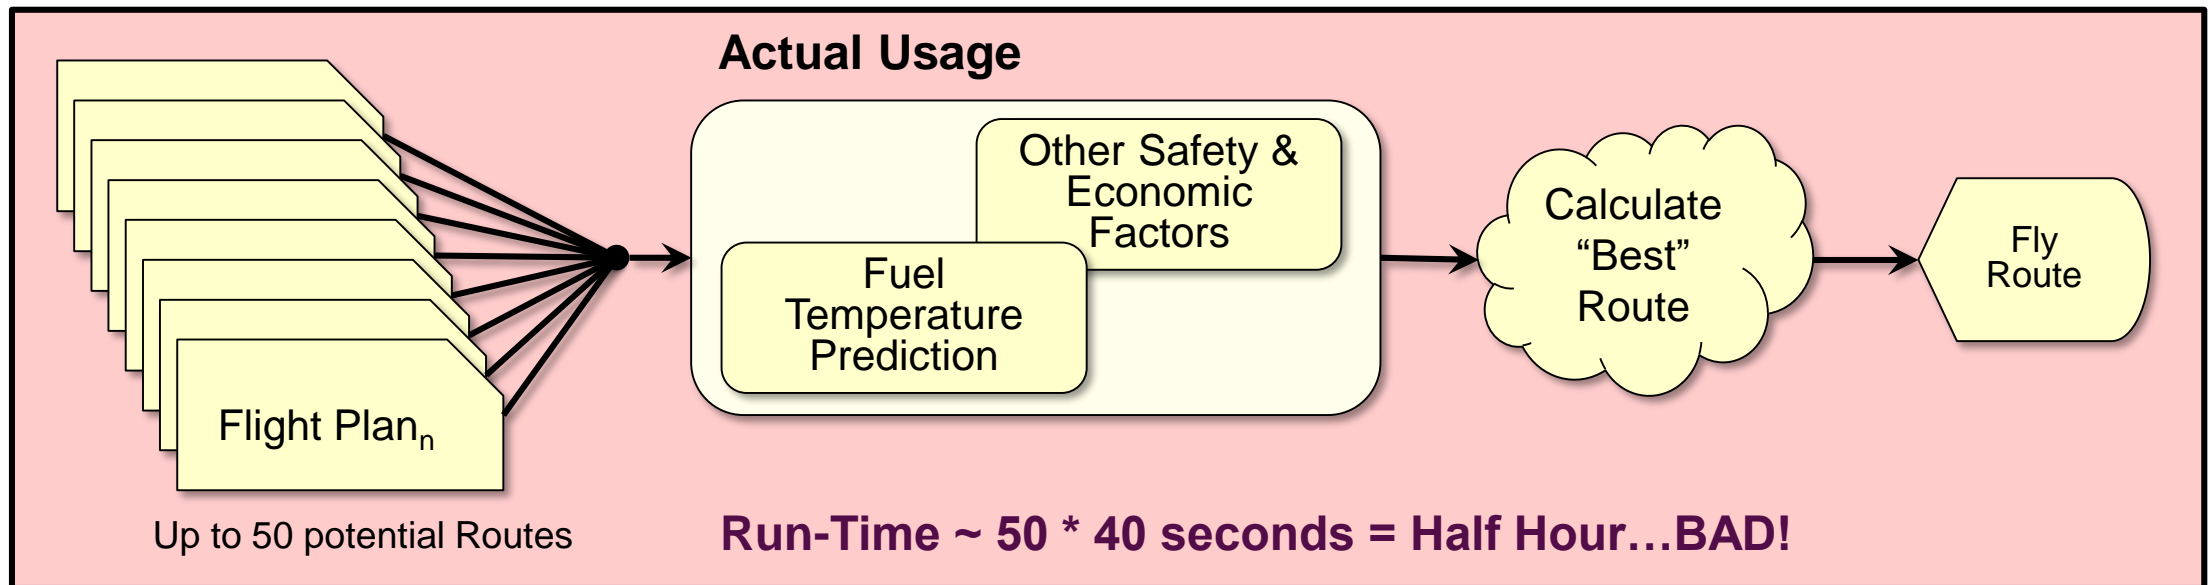 Actual Usage
Flight Planₙ
Up to 50 potential Routes
Other Safety &
Economic
Factors
Fuel
Temperature
Prediction
Calculate
“Best”
Route
Fly
Route
Run-Time ~ 50 * 40 seconds = Half Hour…BAD!